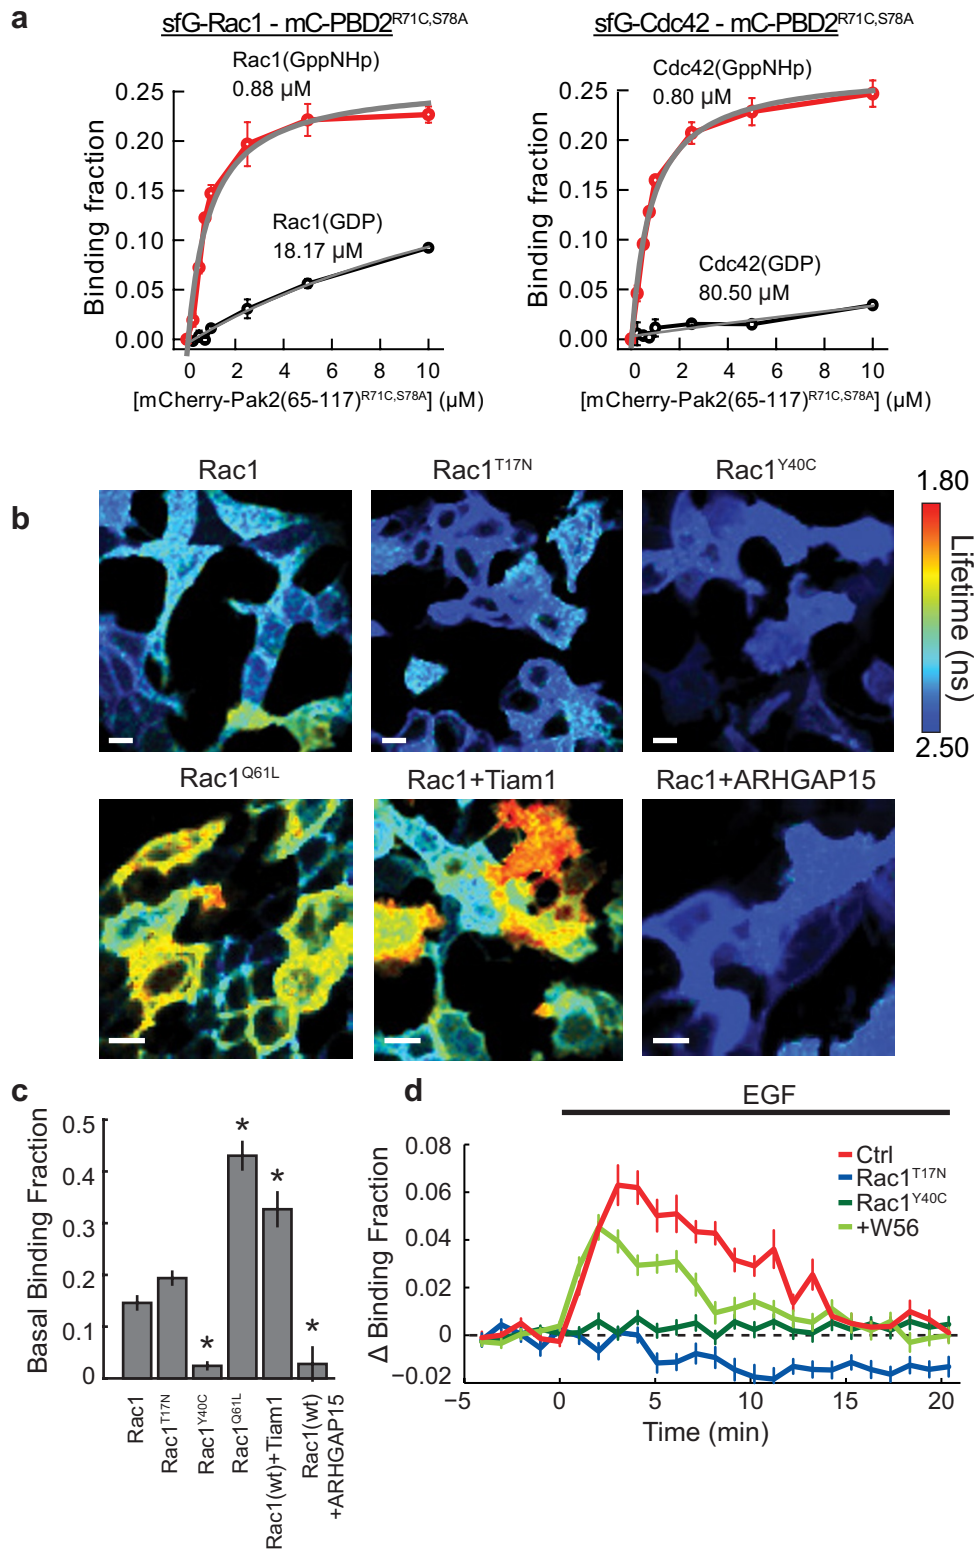 a
sfG-Rac1 - mC-PBD2R71C,S78A
Rac1(GppNHp)
0.88 µM
Rac1(GDP)
18.17 µM
Binding fraction
0.25
0.20
0.15
0.10
0.05
0.00
0 2 4 6 8 10
[mCherry-Pak2(65-117)R71C,S78A] (µM)
sfG-Cdc42 - mC-PBD2R71C,S78A
Cdc42(GppNHp)
0.80 µM
Cdc42(GDP)
80.50 µM
Binding fraction
0.25
0.20
0.15
0.10
0.05
0.00
0 2 4 6 8 10
[mCherry-Pak2(65-117)R71C,S78A] (µM)
b
Rac1
Rac1T17N
Rac1Y40C
1.80
Lifetime (ns)
2.50
Rac1Q61L
Rac1+Tiam1
Rac1+ARHGAP15
c
Basal Binding Fraction
0.5
0.4
0.3
0.2
0.1
0
*
*
*
*
Rac1
Rac1T17N
Rac1Y40C
Rac1Q61L
Rac1(wt)+Tiam1
Rac1(wt)
+ARHGAP15
d
EGF
Δ Binding Fraction
0.08
0.06
0.04
0.02
0
−0.02
Ctrl
Rac1T17N
Rac1Y40C
+W56
−5 0 5 10 15 20
Time (min)